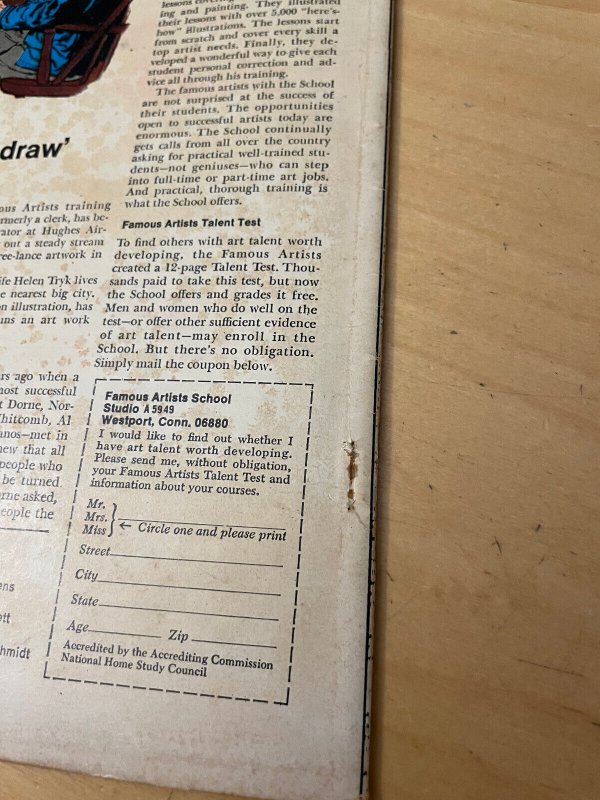 lessons
ing and painting. They illustrated
their lessons with over 5,000 "here's-
how" illustrations. The lessons start
from scratch and cover every skill a
top artist needs. Finally, they de-
veloped a wonderful way to give each
student personal correction and ad-
vice all through his training.
The famous artists with the School
are not surprised at the success of
their students. The opportunities
open to successful artists today are
enormous. The School continually
gets calls from all over the country
asking for practical well-trained stu-
dents—not geniuses—who can step
into full-time or part-time art jobs.
And practical, thorough training is
what the School offers.
Famous Artists Talent Test
To find others with art talent worth
developing, the Famous Artists
created a 12-page Talent Test. Thou-
sands paid to take this test, but now
the School offers and grades it free.
Men and women who do well on the
test—or offer other sufficient evidence
of art talent—may enroll in the
School. But there's no obligation.
Simply mail the coupon below.
draw'
ous Artists training
rmerly a clerk, has be-
ator at Hughes Air-
out a steady stream
ree-lance artwork in
ife Helen Tryk lives
e nearest big city.
on illustration, has
uns an art work
rs ago when a
nost successful
t Dorne, Nor-
Whitcomb, Al
anos—met in
new that all
people who
be turned
rne asked,
eople the
ens
ott
hmidt
Famous Artists School
Studio A5949
Westport, Conn. 06880
I would like to find out whether I
have art talent worth developing.
Please send me, without obligation,
your Famous Artists Talent Test and
information about your courses.
Mr.
Mrs.
Miss
← Circle one and please print
Street
City
State
Age Zip
Accredited by the Accrediting Commission
National Home Study Council